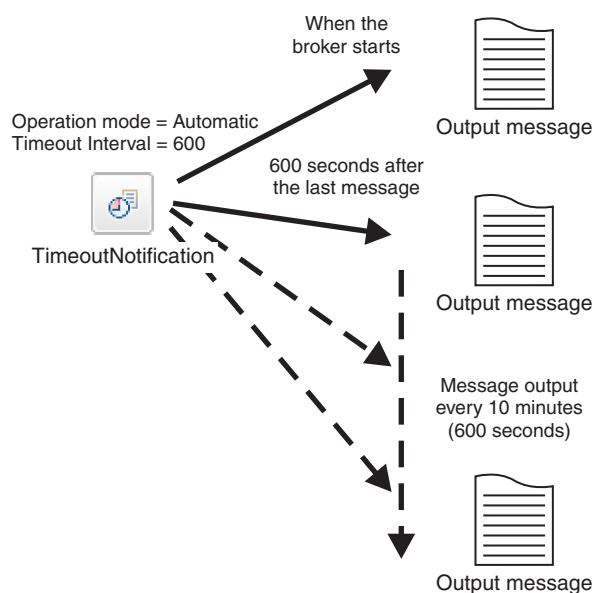 When the
broker starts
Output message
Operation mode = Automatic
Timeout Interval = 600
600 seconds after
the last message
TimeoutNotification
Output message
Message output
every 10 minutes
(600 seconds)
Output message